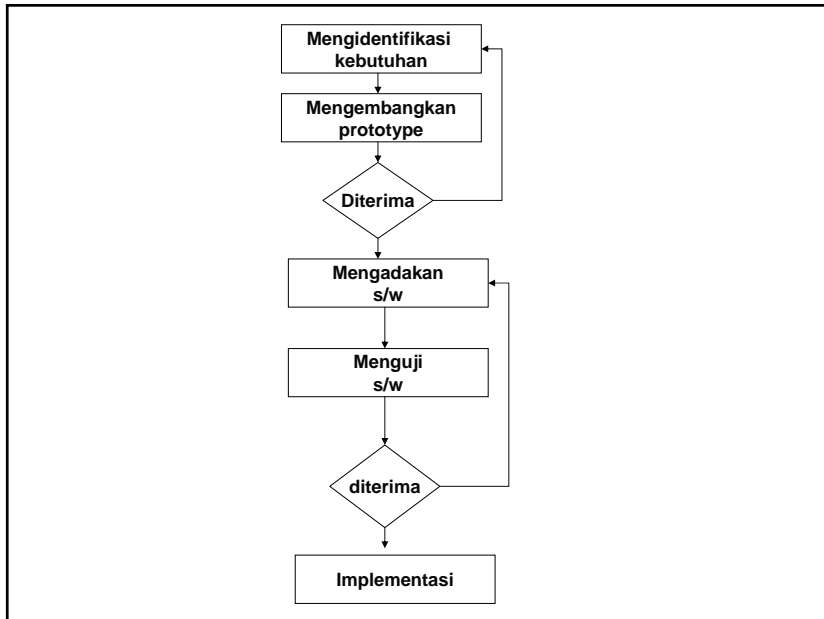 Mengidentifikasi
kebutuhan
Mengembangkan
prototype
Diterima
Mengadakan
s/w
Menguji
s/w
diterima
Implementasi